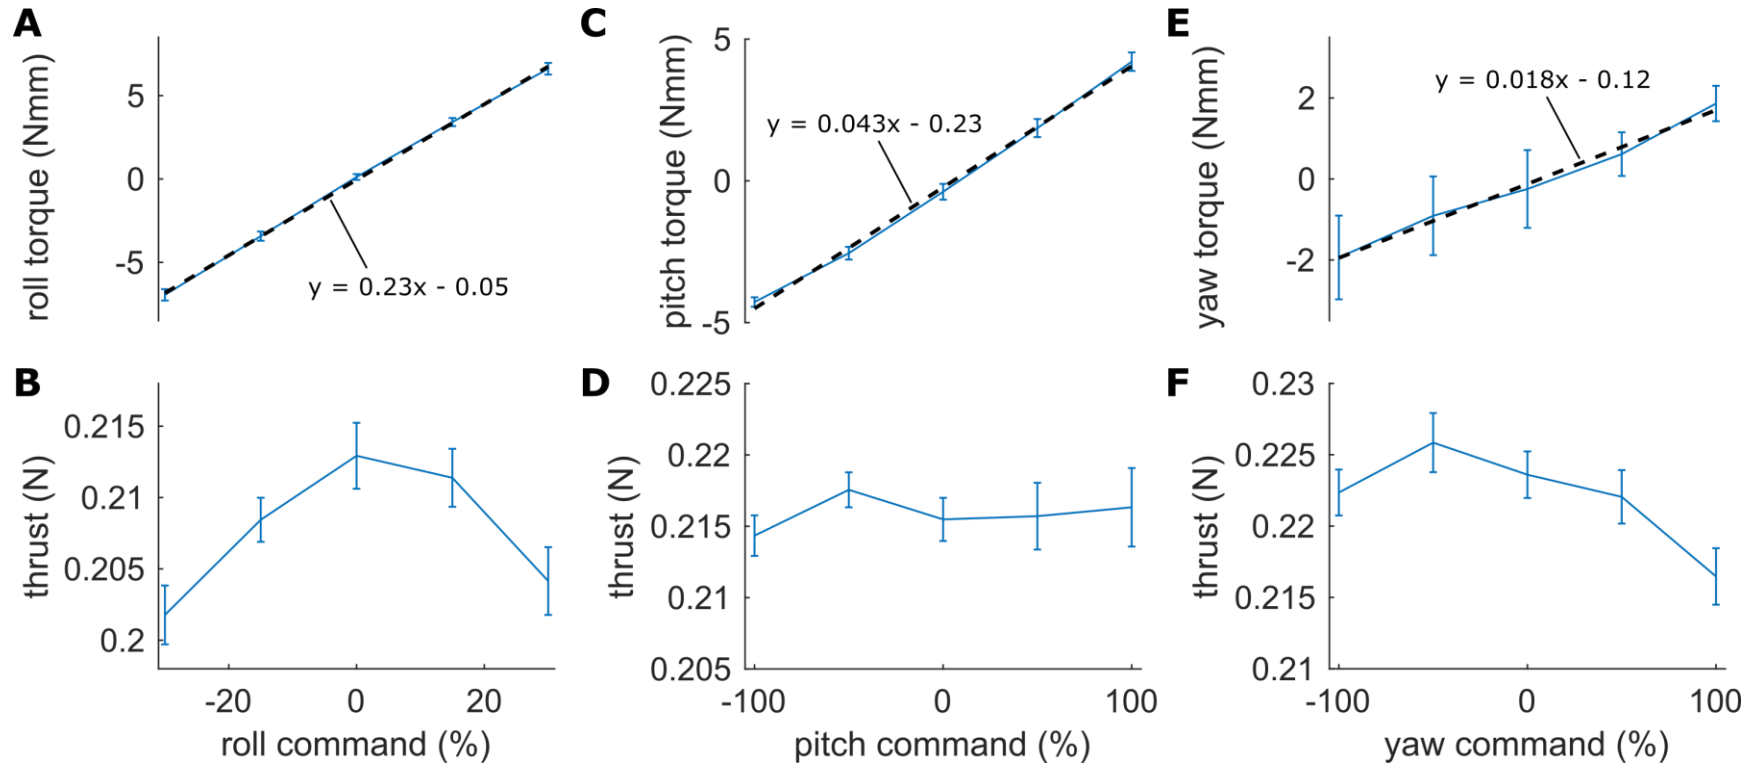 A
roll torque (Nmm)
5
0
-5
y = 0.23x - 0.05
B
thrust (N)
0.215
0.21
0.205
0.2
-20
0
20
roll command (%)
C
pitch torque (Nmm)
5
0
-5
y = 0.043x - 0.23
D
thrust (N)
0.225
0.22
0.215
0.21
0.205
-100
0
100
pitch command (%)
E
yaw torque (Nmm)
2
0
-2
y = 0.018x - 0.12
F
thrust (N)
0.23
0.225
0.22
0.215
0.21
-100
0
100
yaw command (%)